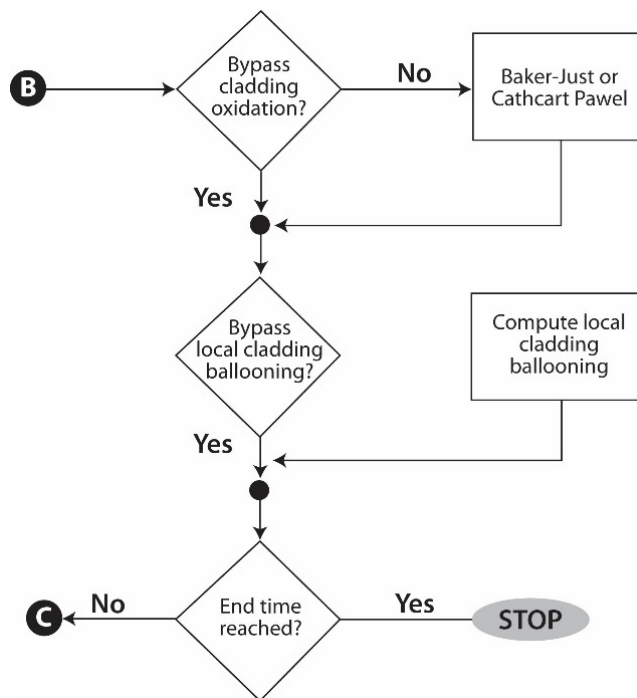 Bypass
cladding
oxidation?
No
B
Baker-Just or
Cathcart Pawel
Yes
Bypass
local cladding
ballooning?
Compute local
cladding
ballooning
Yes
C
No
End time
reached?
Yes
STOP